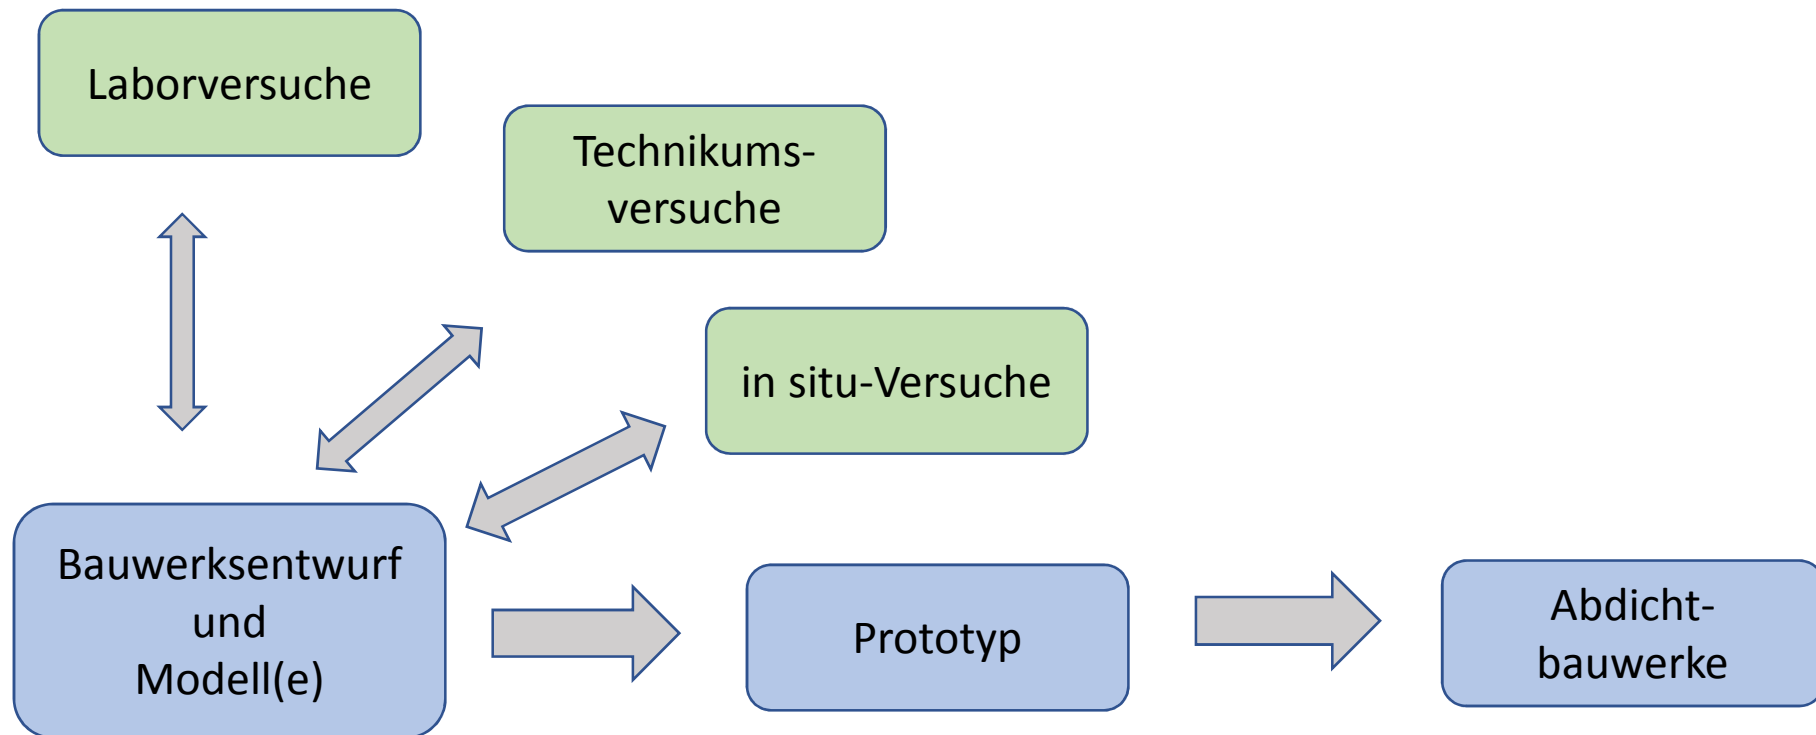 Laborversuche
Technikums-
versuche
in situ-Versuche
Bauwerksentwurf
und
Modell(e)
Prototyp
Abdicht-
bauwerke